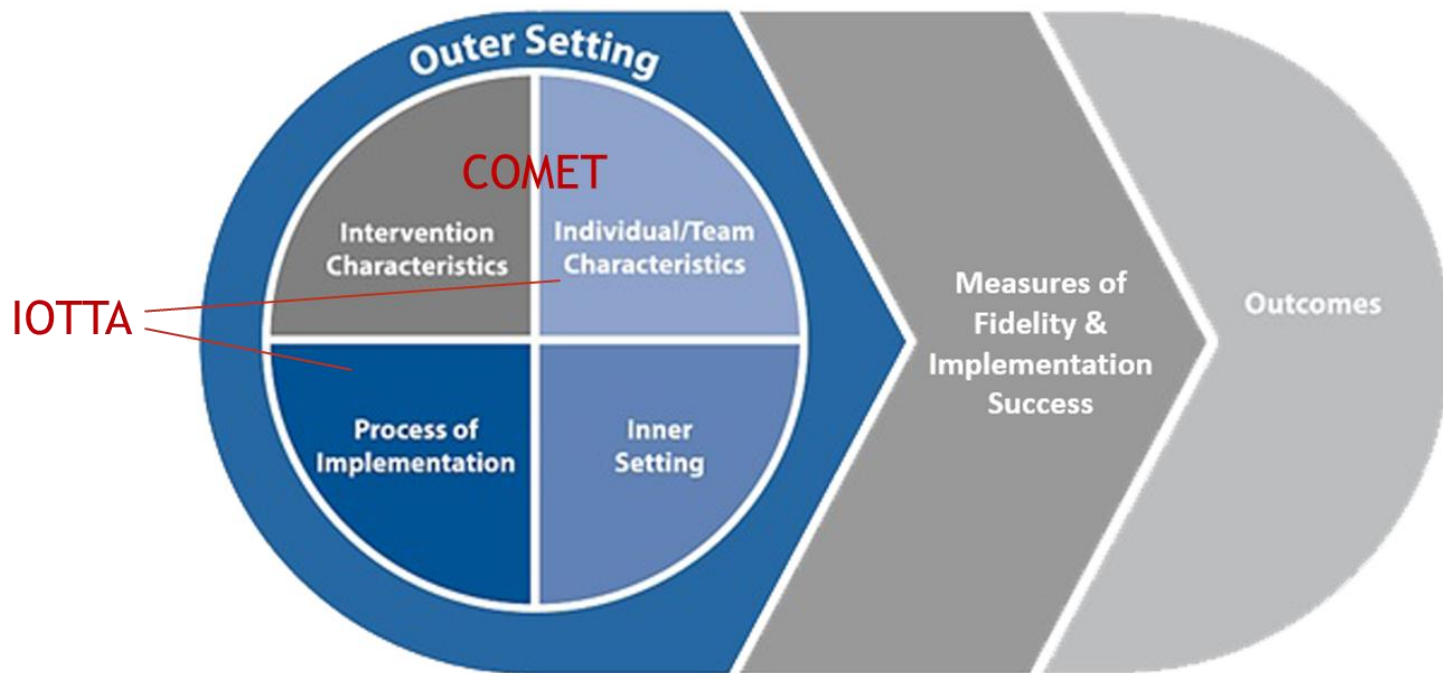 Outer Setting
COMET
Intervention
Characteristics
Individual/Team
Characteristics
IOTTA
Process of
Implementation
Inner
Setting
Measures of
Fidelity &
Implementation
Success
Outcomes